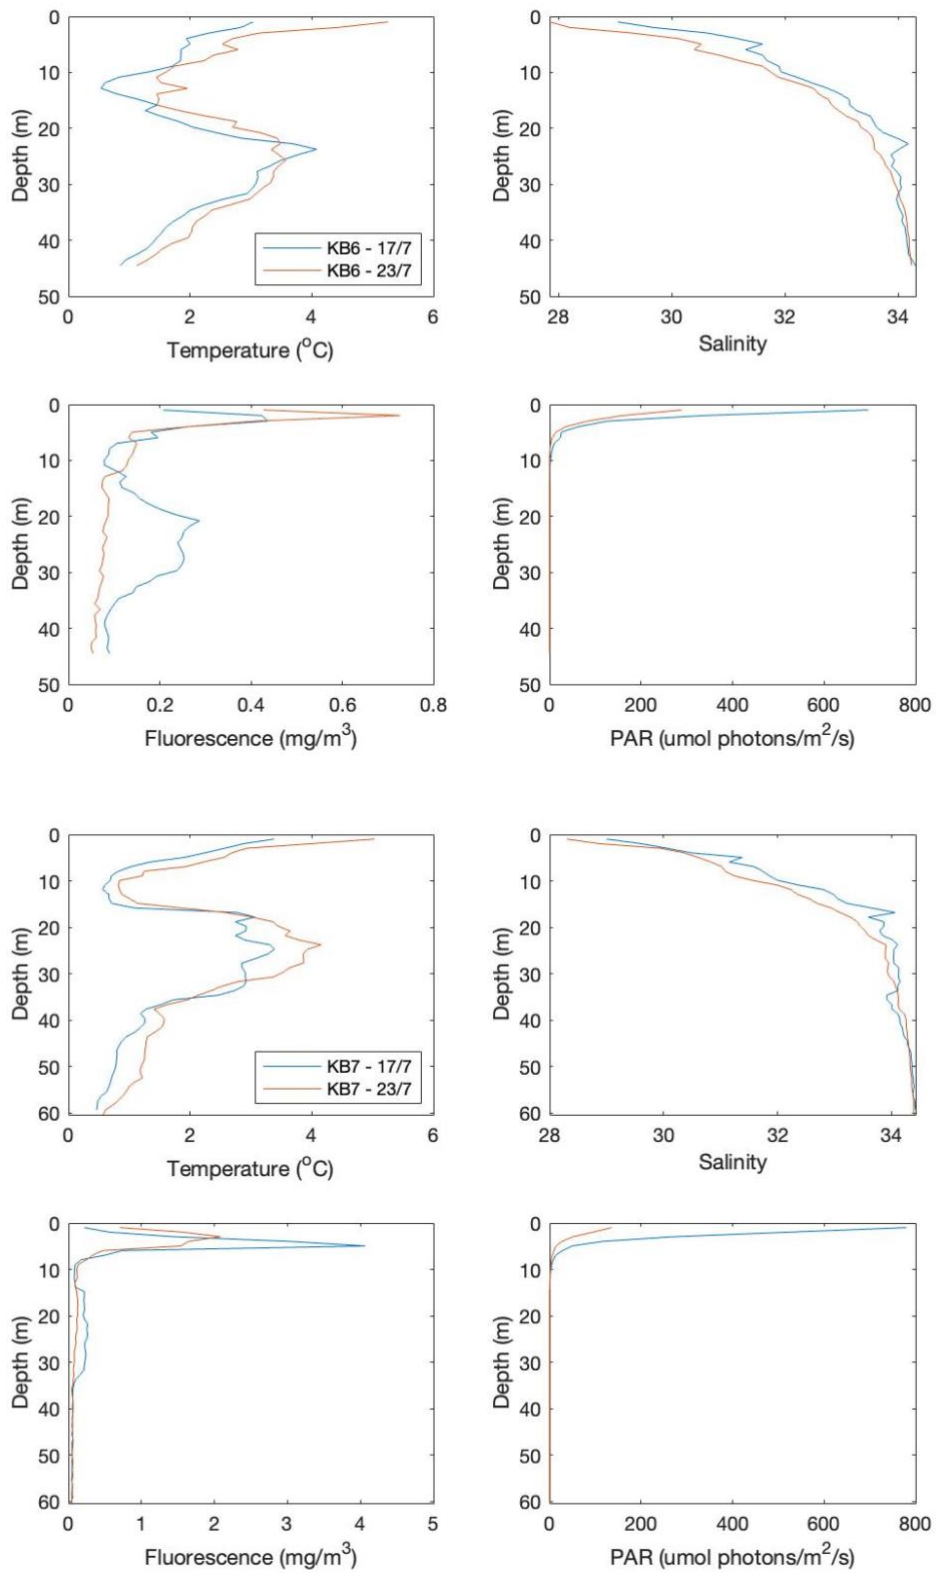 0
10
20
30
40
50
Depth (m)
0 2 4 6
Temperature (°C)
KB6 - 17/7
KB6 - 23/7
0
10
20
30
40
50
Depth (m)
28 30 32 34
Salinity
0
10
20
30
40
50
Depth (m)
0 0.2 0.4 0.6 0.8
Fluorescence (mg/m³)
0
10
20
30
40
50
Depth (m)
0 200 400 600 800
PAR (umol photons/m²/s)
0
10
20
30
40
50
60
Depth (m)
0 2 4 6
Temperature (°C)
KB7 - 17/7
KB7 - 23/7
0
10
20
30
40
50
60
Depth (m)
28 30 32 34
Salinity
0
10
20
30
40
50
60
Depth (m)
0 1 2 3 4 5
Fluorescence (mg/m³)
0
10
20
30
40
50
60
Depth (m)
0 200 400 600 800
PAR (umol photons/m²/s)